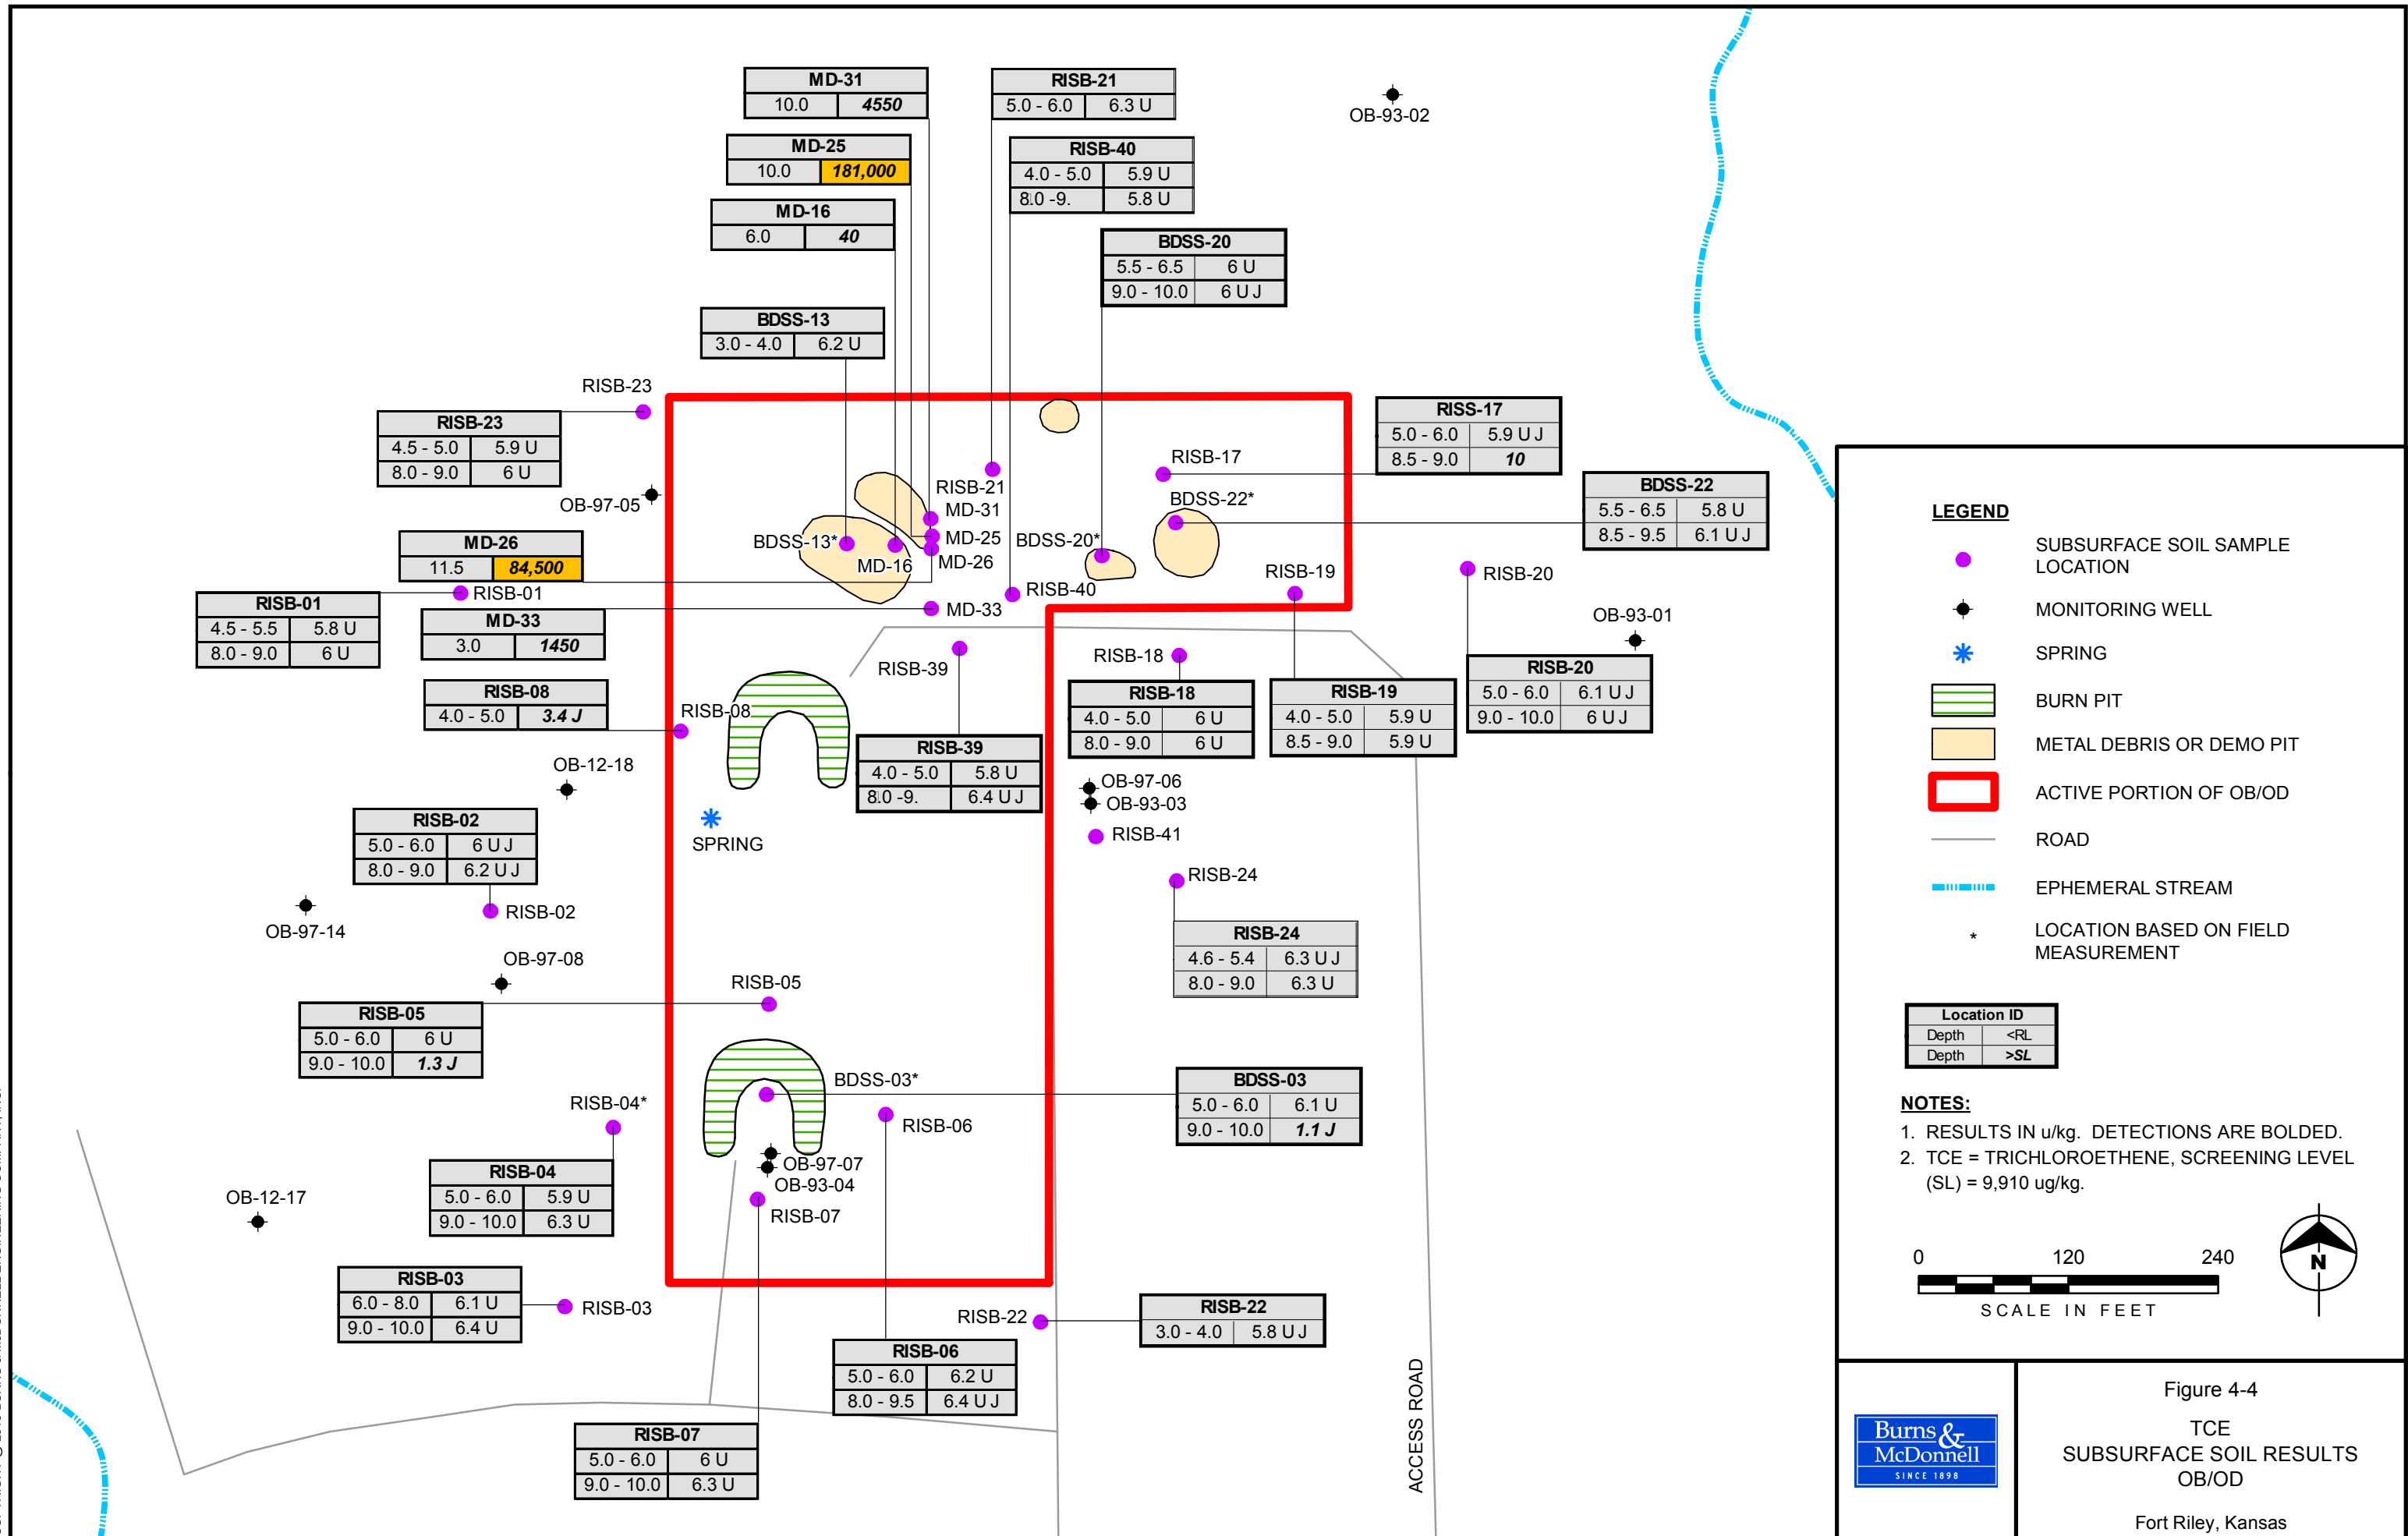 MD-31
10.0 4550
RISB-21
5.0 - 6.0 6.3 U
OB-93-02
MD-25
10.0 181,000
RISB-40
4.0 - 5.0 5.9 U
8.0 -9. 5.8 U
MD-16
6.0 40
BDSS-20
5.5 - 6.5 6 U
9.0 - 10.0 6 U J
BDSS-13
3.0 - 4.0 6.2 U
RISB-23
RISB-23
4.5 - 5.0 5.9 U
8.0 - 9.0 6 U
RISS-17
5.0 - 6.0 5.9 U J
8.5 - 9.0 10
RISB-17
BDSS-22
5.5 - 6.5 5.8 U
8.5 - 9.5 6.1 U J
OB-97-05
RISB-21
BDSS-22*
MD-31
MD-25
BDSS-13*
BDSS-20*
MD-16
MD-26
MD-26
11.5 84,500
RISB-01
RISB-40
RISB-19
RISB-20
RISB-01
4.5 - 5.5 5.8 U
8.0 - 9.0 6 U
MD-33
3.0 1450
MD-33
OB-93-01
RISB-39
RISB-18
RISB-20
5.0 - 6.0 6.1 U J
9.0 - 10.0 6 U J
RISB-08
4.0 - 5.0 3.4 J
RISB-08
RISB-18
4.0 - 5.0 6 U
8.0 - 9.0 6 U
RISB-19
4.0 - 5.0 5.9 U
8.5 - 9.0 5.9 U
RISB-39
4.0 - 5.0 5.8 U
8.0 -9. 6.4 U J
OB-12-18
OB-97-06
OB-93-03
RISB-41
SPRING
RISB-02
5.0 - 6.0 6 U J
8.0 - 9.0 6.2 U J
RISB-02
OB-97-14
RISB-24
RISB-24
4.6 - 5.4 6.3 U J
8.0 - 9.0 6.3 U
OB-97-08
RISB-05
RISB-05
5.0 - 6.0 6 U
9.0 - 10.0 1.3 J
BDSS-03*
BDSS-03
5.0 - 6.0 6.1 U
9.0 - 10.0 1.1 J
RISB-04*
RISB-06
RISB-04
5.0 - 6.0 5.9 U
9.0 - 10.0 6.3 U
OB-97-07
OB-93-04
RISB-07
OB-12-17
RISB-03
6.0 - 8.0 6.1 U
9.0 - 10.0 6.4 U
RISB-03
RISB-22
RISB-22
3.0 - 4.0 5.8 U J
RISB-06
5.0 - 6.0 6.2 U
8.0 - 9.5 6.4 U J
RISB-07
5.0 - 6.0 6 U
9.0 - 10.0 6.3 U
ACCESS ROAD
LEGEND
SUBSURFACE SOIL SAMPLE
LOCATION
MONITORING WELL
SPRING
BURN PIT
METAL DEBRIS OR DEMO PIT
ACTIVE PORTION OF OB/OD
ROAD
EPHEMERAL STREAM
* LOCATION BASED ON FIELD
MEASUREMENT
Location ID
Depth <RL
Depth >SL
NOTES:
1. RESULTS IN u/kg. DETECTIONS ARE BOLDED.
2. TCE = TRICHLOROETHENE, SCREENING LEVEL
(SL) = 9,910 ug/kg.
0 120 240
SCALE IN FEET
N
Burns &
McDonnell
SINCE 1898
Figure 4-4
TCE
SUBSURFACE SOIL RESULTS
OB/OD
Fort Riley, Kansas